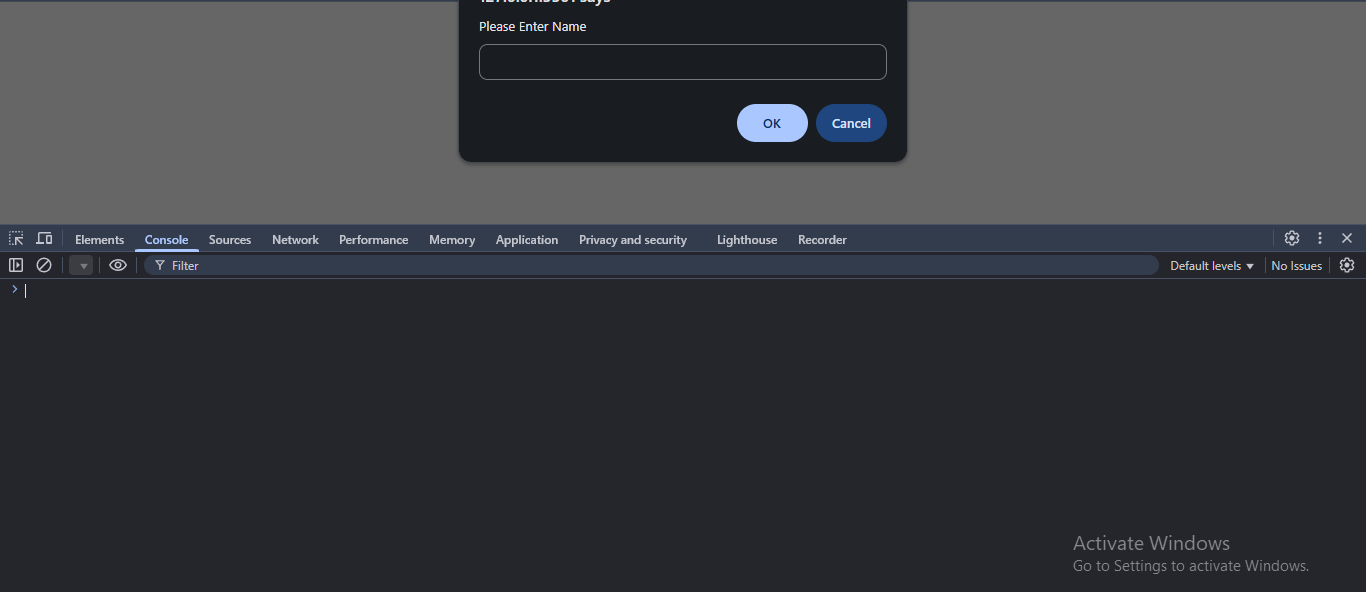 says
Please Enter Name
OK
Cancel
Elements Console Sources Network Performance Memory Application Privacy and security Lighthouse Recorder
Filter Default levels No Issues
Activate Windows
Go to Settings to activate Windows.